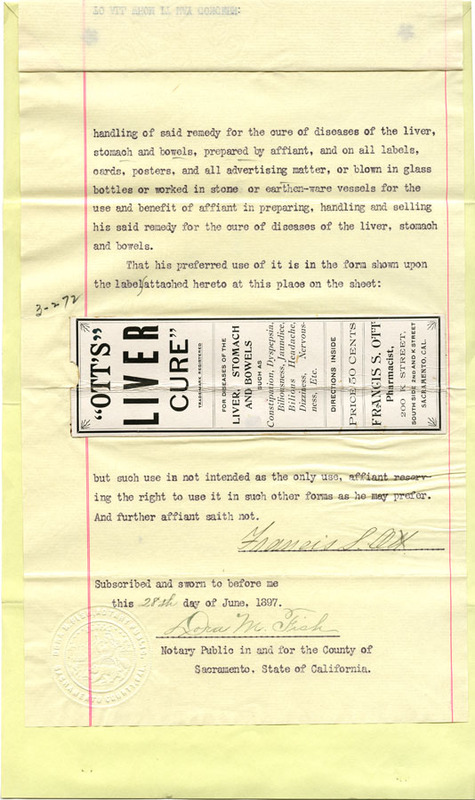 TO ALL WHOM IT MAY CONCERN:
handling of said remedy for the cure of diseases of the liver,
stomach and bowels, prepared by affiant, and on all labels,
cards, posters, and all advertising matter, or blown in glass
bottles or worked in stone or earthen-ware vessels for the
use and benefit of affiant in preparing, handling and selling
his said remedy for the cure of diseases of the liver, stomach
and bowels.
That his preferred use of it is in the form shown upon
the label attached hereto at this place on the sheet:
3-2 72
"OTT'S"
LIVER
CURE"
TRADEMARK REGISTERED
FOR DISEASES OF THE
LIVER, STOMACH
AND BOWELS
SUCH AS
Constipation, Dyspepsia,
Biliousness, Jaundice,
Bilious Headache,
Dizziness, Nervous-
ness, Etc.
DIRECTIONS INSIDE
PRICE 50 CENTS
FRANCIS S. OTT
Pharmacist,
200 K STREET,
SOUTH SIDE 2ND AND K STREET
SACRAMENTO, CAL.
but such use in not intended as the only use, affiant reserv-
ing the right to use it in such other forms as he may prefer.
And further affiant saith not.
Francis S. Ott
Subscribed and sworn to before me
this 28th day of June, 1897.
Dora M. Fish
Notary Public in and for the County of
Sacramento, State of California.